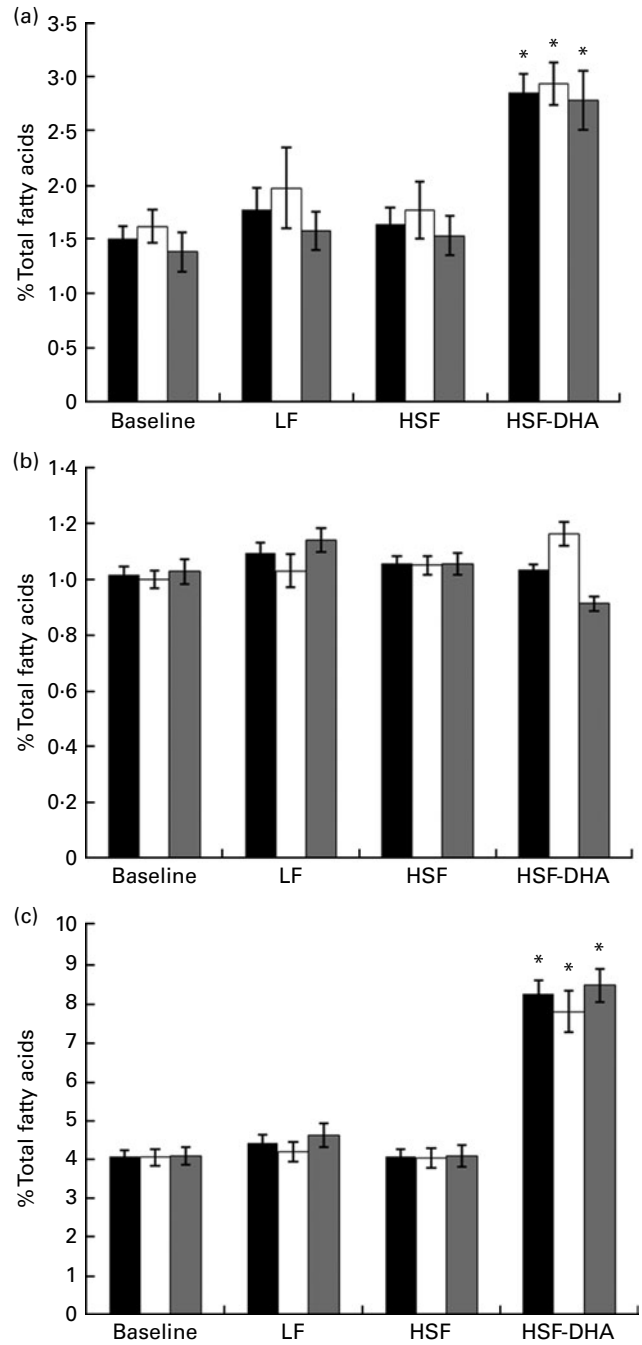 (a)
% Total fatty acids
3·5
3·0
2·5
2·0
1·5
1·0
0·5
0
* * *
Baseline LF HSF HSF-DHA
(b)
% Total fatty acids
1·4
1·2
1·0
0·8
0·6
0·4
0·2
0
Baseline LF HSF HSF-DHA
(c)
% Total fatty acids
10
9
8
7
6
5
4
3
2
1
0
* * *
Baseline LF HSF HSF-DHA